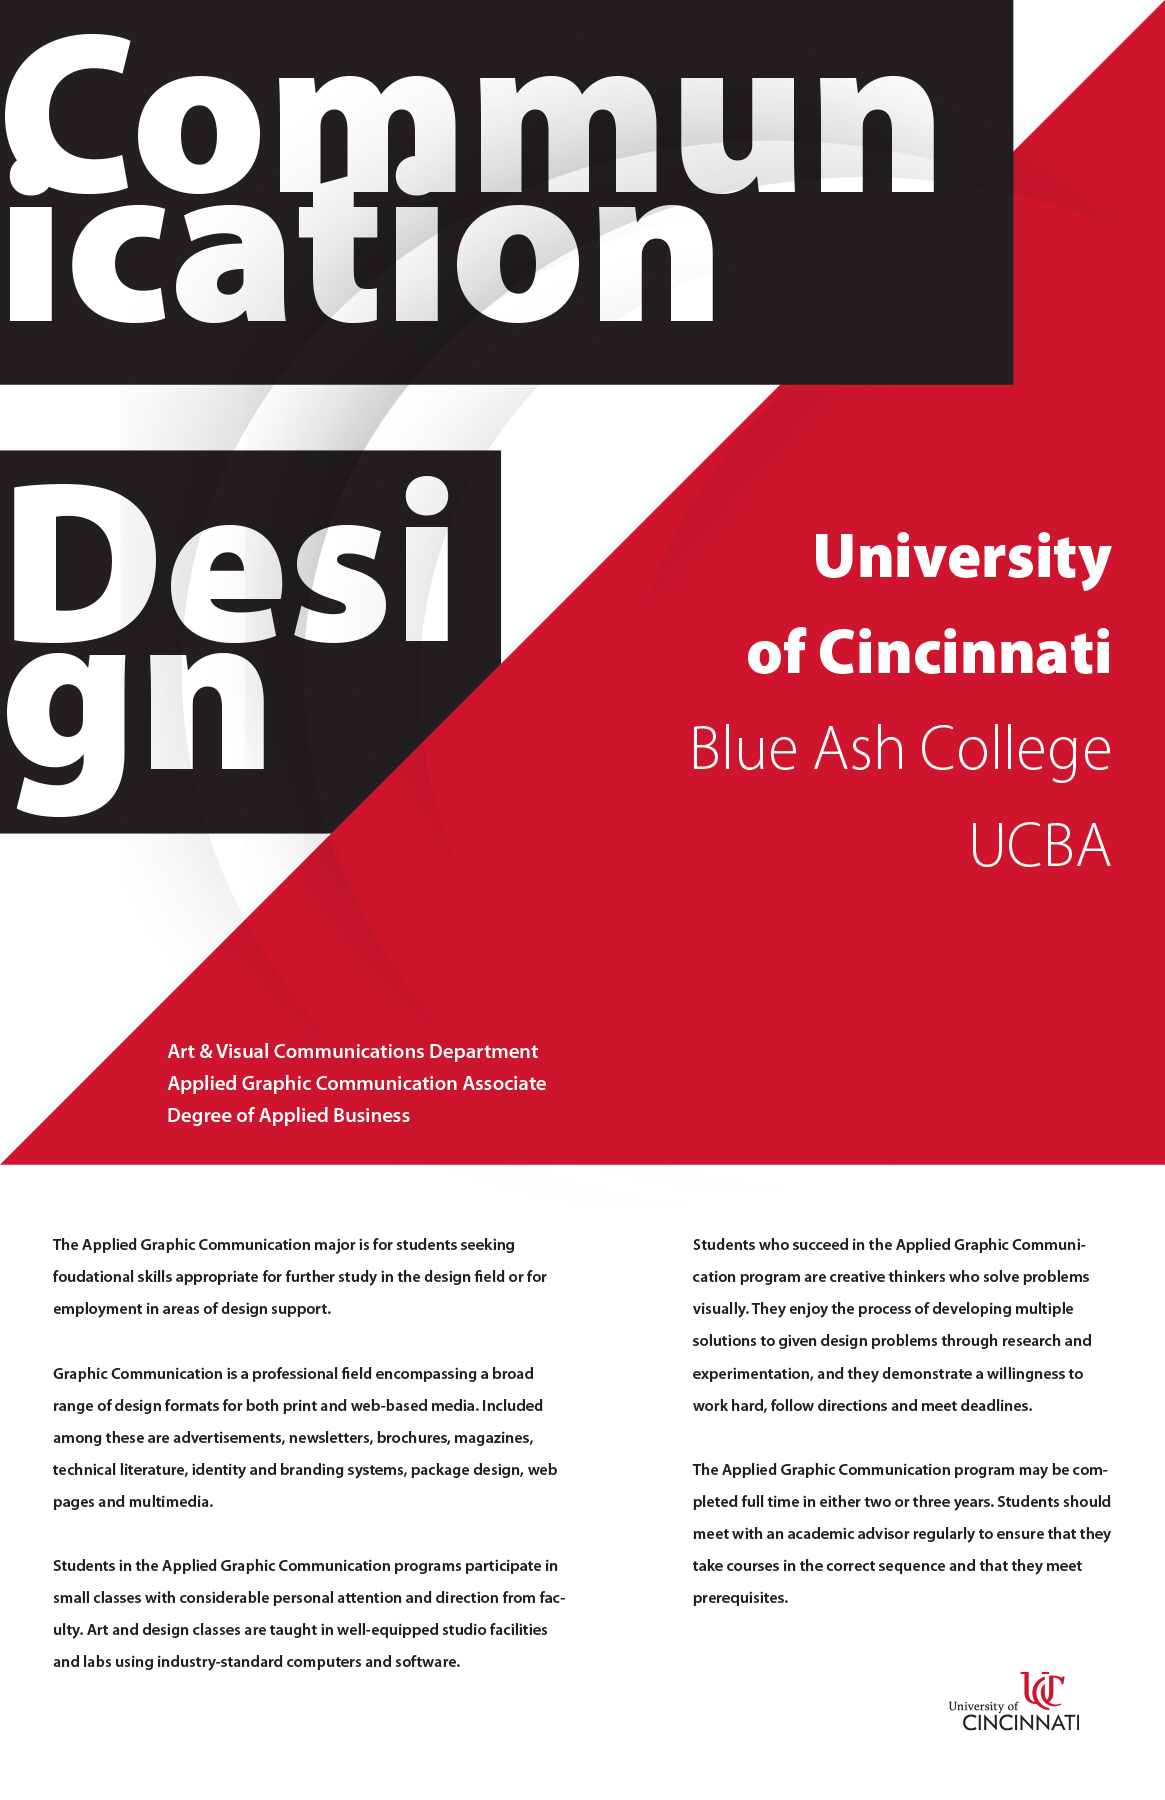 Commun
ication
Desi
gn
University
of Cincinnati
Blue Ash College
UCBA
Art & Visual Communications Department
Applied Graphic Communication Associate
Degree of Applied Business
The Applied Graphic Communication major is for students seeking
foudational skills appropriate for further study in the design field or for
employment in areas of design support.
Graphic Communication is a professional field encompassing a broad
range of design formats for both print and web-based media. Included
among these are advertisements, newsletters, brochures, magazines,
technical literature, identity and branding systems, package design, web
pages and multimedia.
Students in the Applied Graphic Communication programs participate in
small classes with considerable personal attention and direction from fac-
ulty. Art and design classes are taught in well-equipped studio facilities
and labs using industry-standard computers and software.
Students who succeed in the Applied Graphic Communi-
cation program are creative thinkers who solve problems
visually. They enjoy the process of developing multiple
solutions to given design problems through research and
experimentation, and they demonstrate a willingness to
work hard, follow directions and meet deadlines.
The Applied Graphic Communication program may be com-
pleted full time in either two or three years. Students should
meet with an academic advisor regularly to ensure that they
take courses in the correct sequence and that they meet
prerequisites.
UC
University of
CINCINNATI